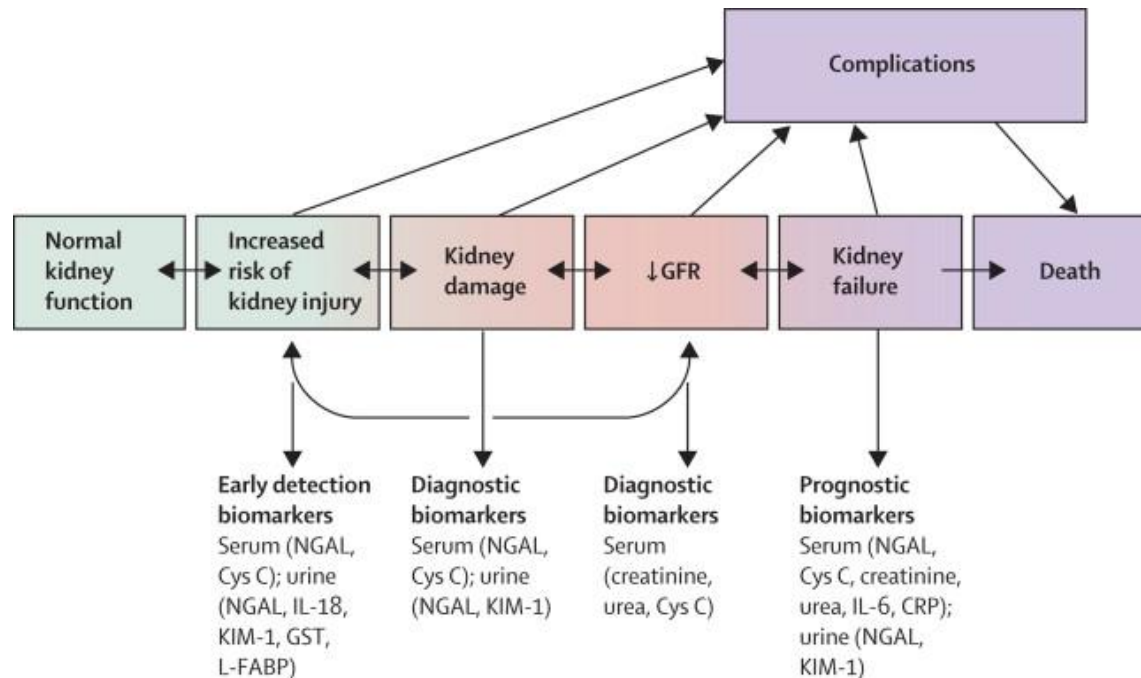 Complications
Normal
kidney
function
Increased
risk of
kidney injury
Kidney
damage
↓GFR
Kidney
failure
Death
Early detection
biomarkers
Serum (NGAL,
Cys C); urine
(NGAL, IL-18,
KIM-1, GST,
L-FABP)
Diagnostic
biomarkers
Serum (NGAL,
Cys C); urine
(NGAL, KIM-1)
Diagnostic
biomarkers
Serum
(creatinine,
urea, Cys C)
Prognostic
biomarkers
Serum (NGAL,
Cys C, creatinine,
urea, IL-6, CRP);
urine (NGAL,
KIM-1)